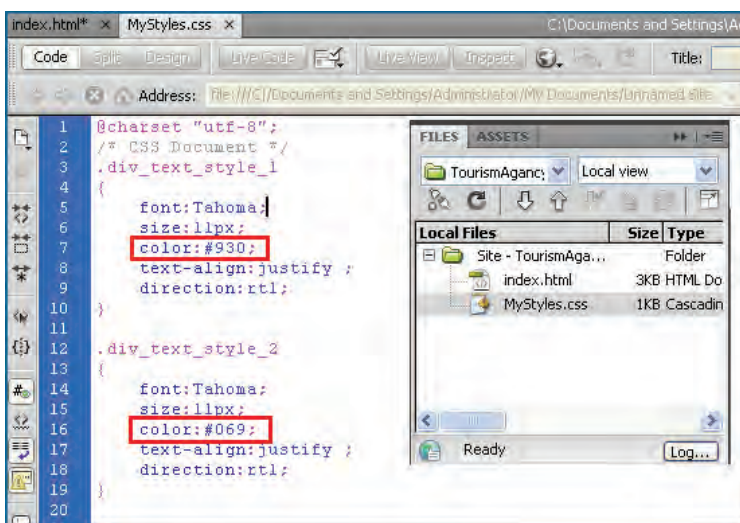 index.html* × MyStyles.css × C:\Documents and Settings\A
Code Split Design Live Code Live View Inspect Title:
Address: file:///C|/Documents and Settings/Administrator/My Documents/Unnamed Site
1 @charset "utf-8";
2 /* CSS Document */
3 .div_text_style_1
4 {
5 font:Tahoma;
6 size:11px;
7 color:#930;
8 text-align:justify ;
9 direction:rtl;
10 }
11
12 .div_text_style_2
13 {
14 font:Tahoma;
15 size:11px;
16 color:#069;
17 text-align:justify ;
18 direction:rtl;
19 }
20
FILES ASSETS
TourismAganc Local view
Local Files Size Type
Site - TourismAga... Folder
index.html 3KB HTML Do
MyStyles.css 1KB Cascadin
Ready Log...